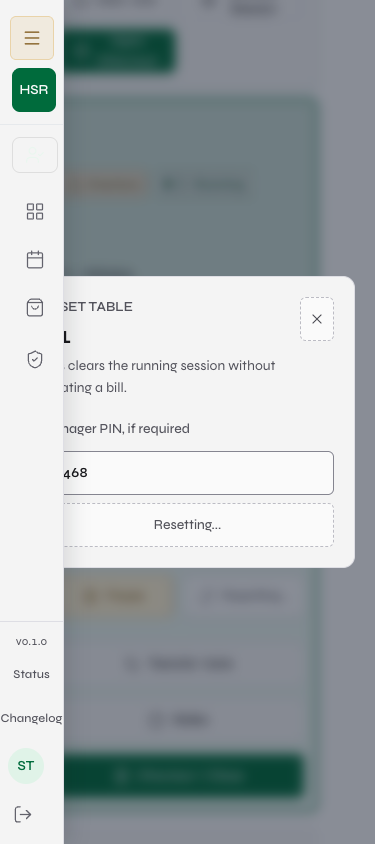 HSR
SET TABLE
L
clears the running session without
ating a bill.
nager PIN, if required
468
Resetting...
v0.1.0
Status
Changelog
ST